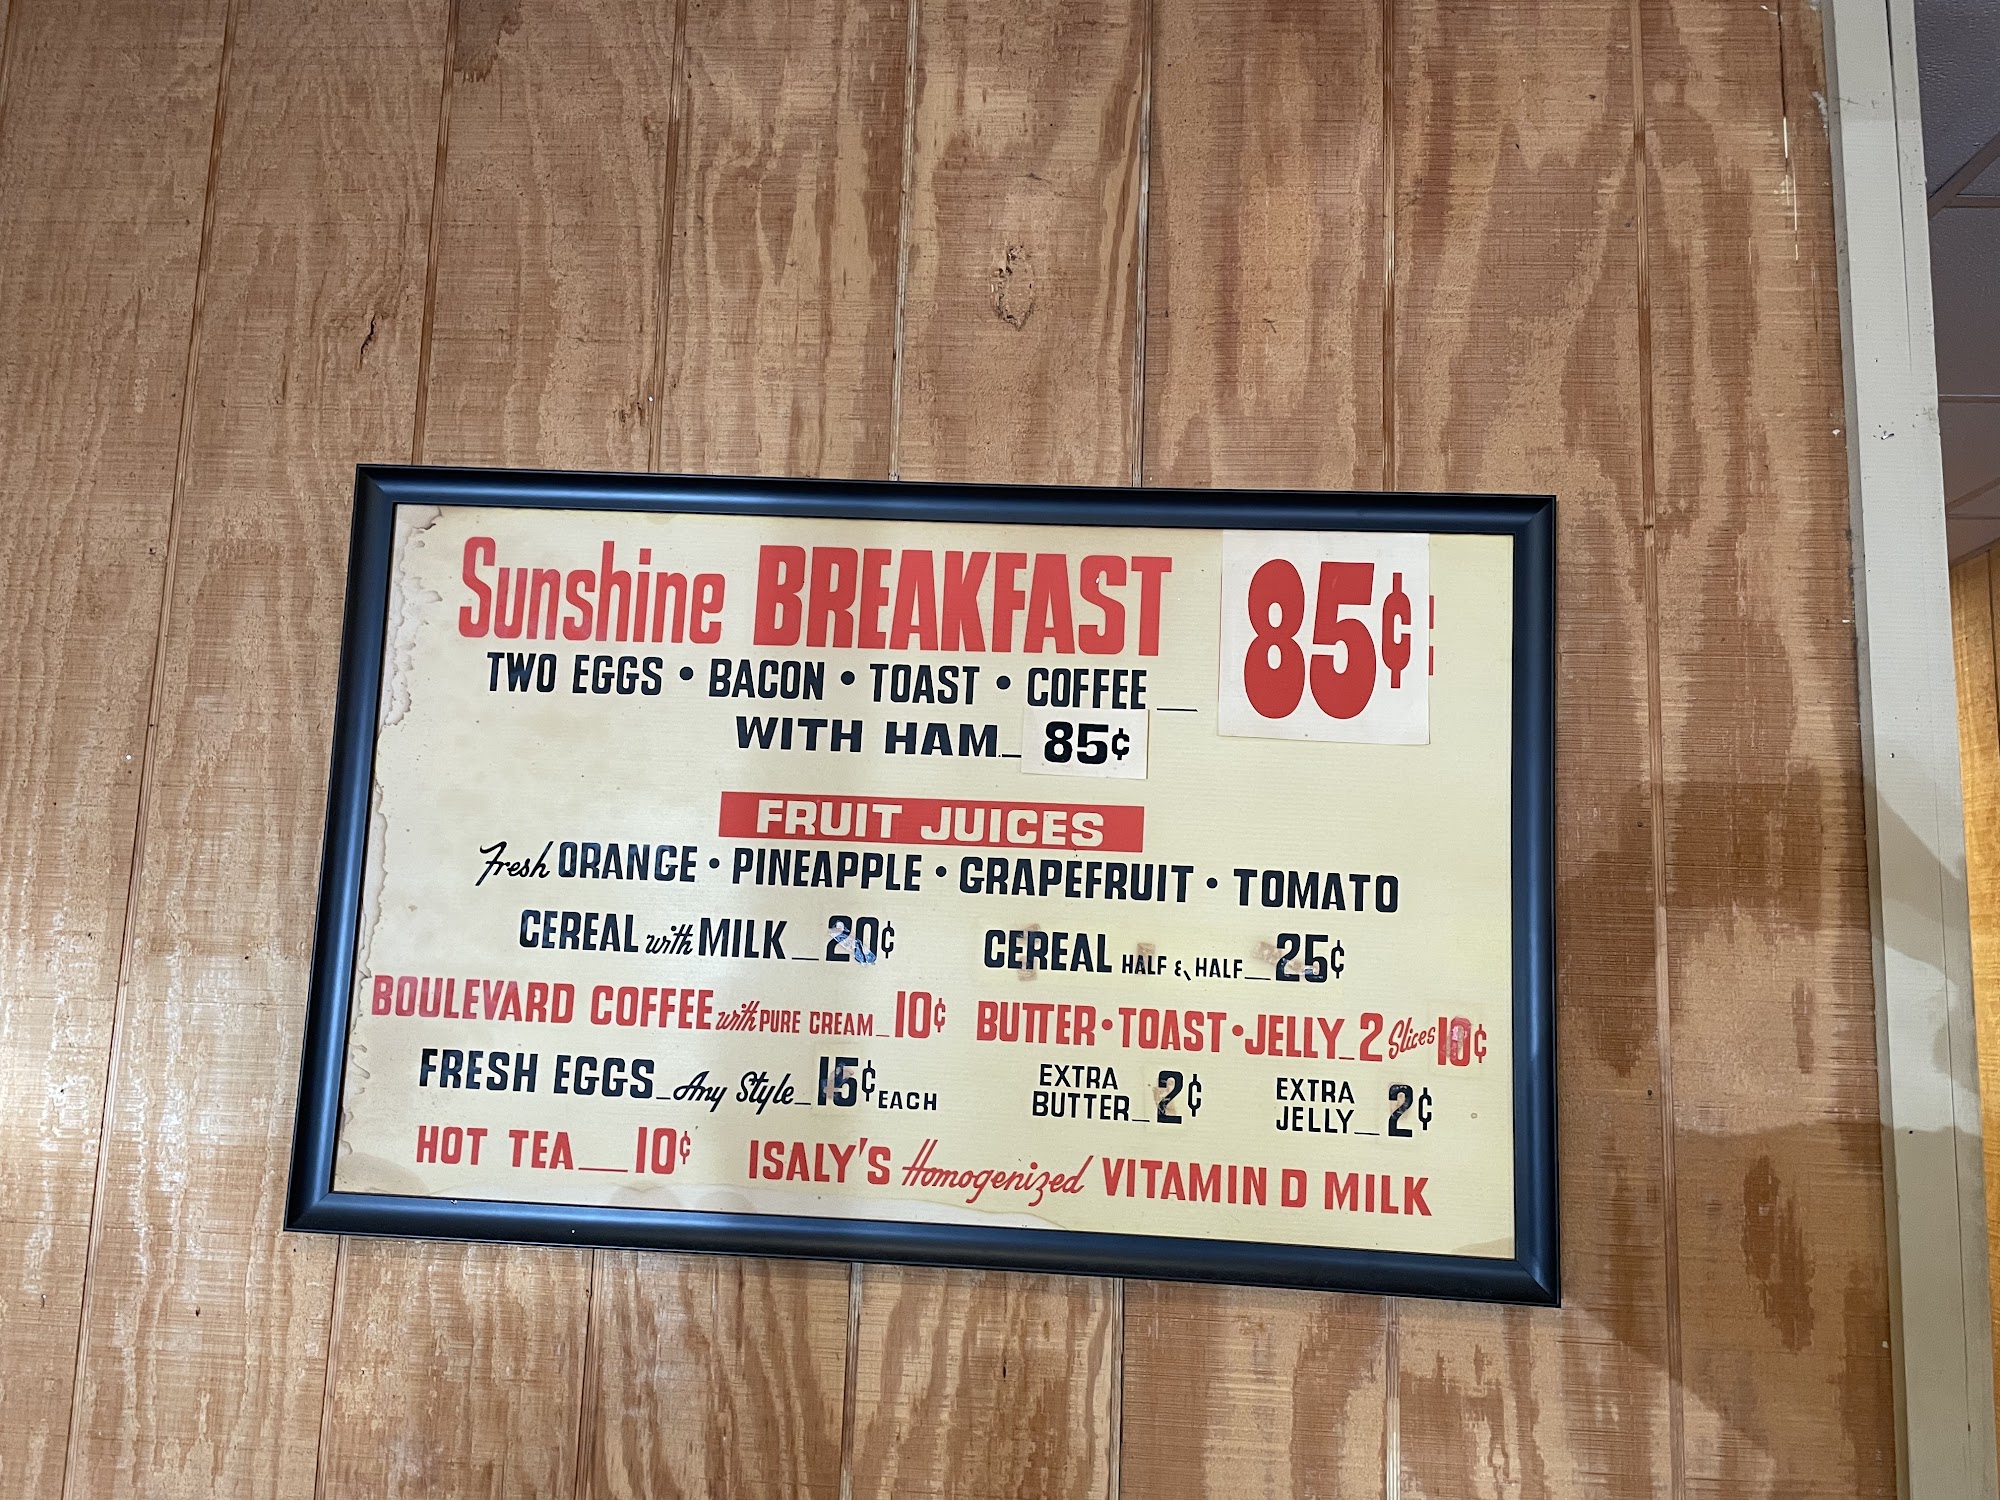 Sunshine BREAKFAST 85¢
TWO EGGS • BACON • TOAST • COFFEE
WITH HAM 85¢
FRUIT JUICES
Fresh ORANGE • PINEAPPLE • GRAPEFRUIT • TOMATO
CEREAL with MILK 20¢ CEREAL HALF & HALF 25¢
BOULEVARD COFFEE with PURE CREAM 10¢ BUTTER • TOAST • JELLY 2 Slices 10¢
FRESH EGGS Any Style 15¢ EACH EXTRA BUTTER 2¢ EXTRA JELLY 2¢
HOT TEA 10¢ ISALY'S Homogenized VITAMIN D MILK